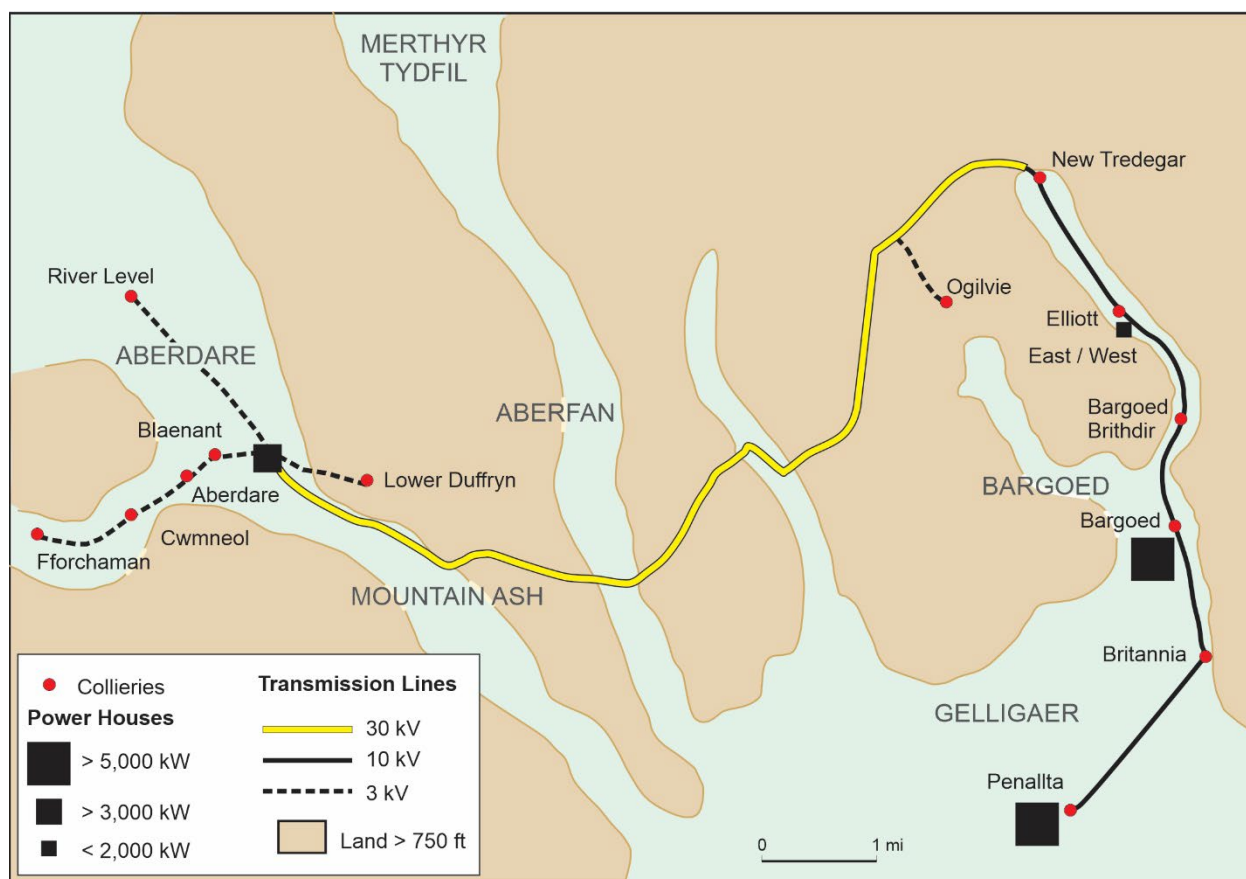 MERTHYR
TYDFIL
New Tredegar
River Level
Ogilvie
Elliott
East / West
ABERDARE
ABERFAN
Bargoed
Brithdir
Blaenant
Lower Duffryn
BARGOED
Aberdare
Bargoed
Cwmneol
Fforchaman
MOUNTAIN ASH
Britannia
GELLIGAER
Penallta
Collieries
Power Houses
> 5,000 kW
> 3,000 kW
< 2,000 kW
Transmission Lines
30 kV
10 kV
3 kV
Land > 750 ft
0 1 mi